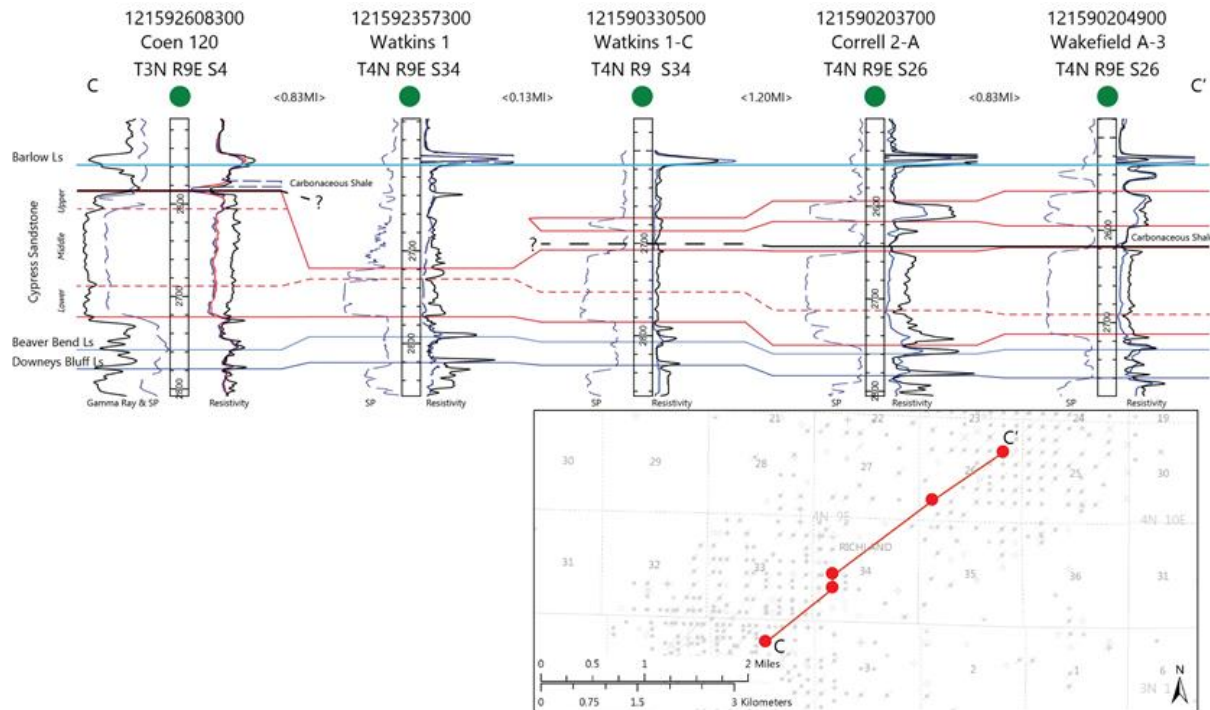 121592608300
Coen 120
T3N R9E S4
121592357300
Watkins 1
T4N R9E S34
121590330500
Watkins 1-C
T4N R9 S34
121590203700
Correll 2-A
T4N R9E S26
121590204900
Wakefield A-3
T4N R9E S26
C
<0.83MI>
<0.13MI>
<1.20MI>
<0.83MI>
C'
Barlow Ls
Carbonaceous Shale
?
?
Carbonaceous Shale
Cypress Sandstone
Upper
Middle
Lower
2600
2700
2800
2700
2800
2700
2800
2600
2700
2800
2600
2700
Beaver Bend Ls
Downeys Bluff Ls
Gamma Ray & SP
Resistivity
SP
Resistivity
SP
Resistivity
SP
Resistivity
SP
Resistivity
21
22
23
24
19
C'
30
29
28
27
26
25
30
4N 9E
4N 10E
RICHLAND
31
32
33
34
35
36
31
C
3
2
1
6
3N 1
0
0.5
1
2 Miles
0
0.75
1.5
3 Kilometers
N